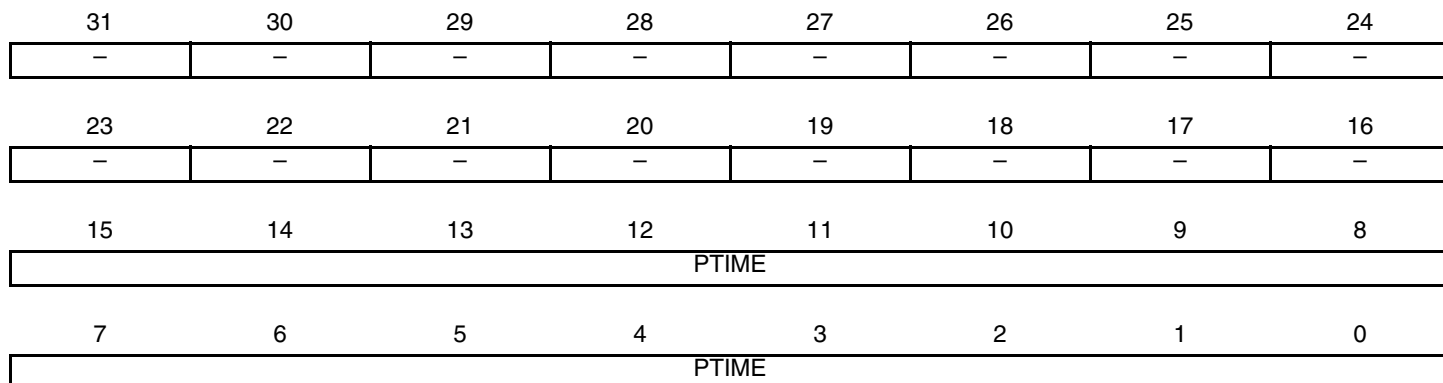 31 30 29 28 27 26 25 24
– – – – – – – –
23 22 21 20 19 18 17 16
– – – – – – – –
15 14 13 12 11 10 9 8
PTIME
7 6 5 4 3 2 1 0
PTIME